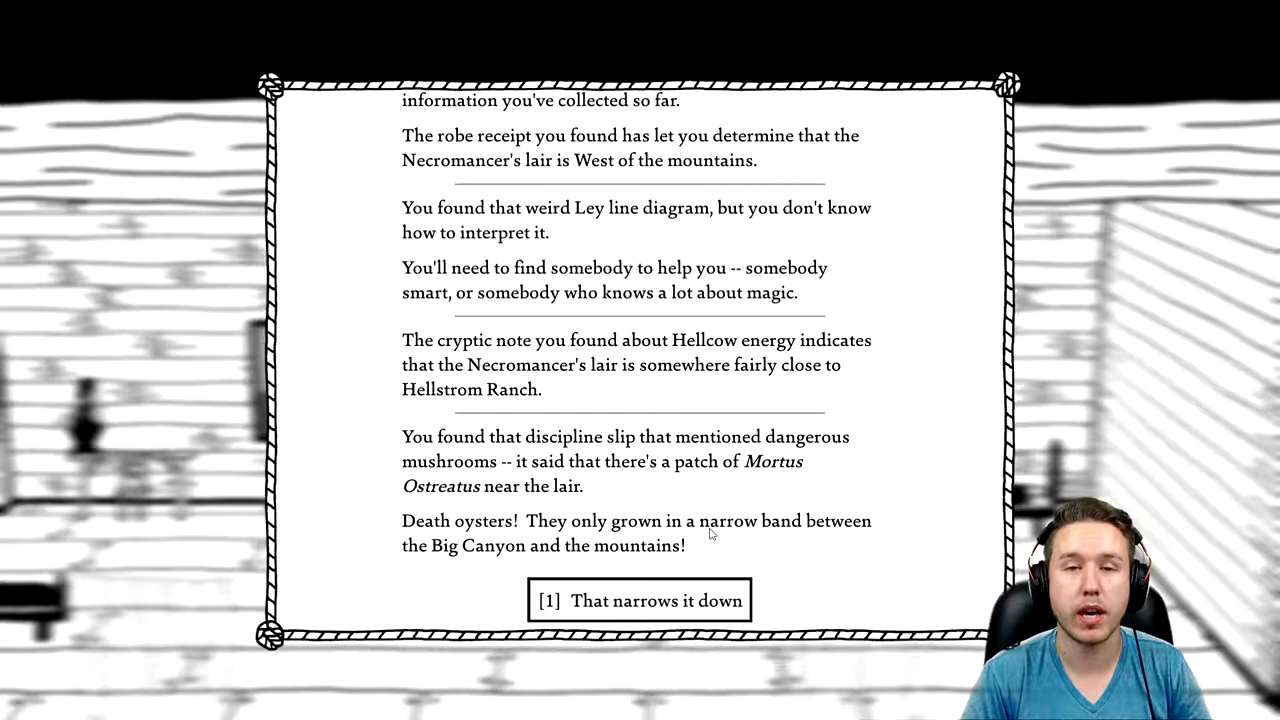 information you've collected so far.
The robe receipt you found has let you determine that the
Necromancer's lair is West of the mountains.
You found that weird Ley line diagram, but you don't know
how to interpret it.
You'll need to find somebody to help you -- somebody
smart, or somebody who knows a lot about magic.
The cryptic note you found about Hellcow energy indicates
that the Necromancer's lair is somewhere fairly close to
Hellstrom Ranch.
You found that discipline slip that mentioned dangerous
mushrooms -- it said that there's a patch of Mortus
Ostreatus near the lair.
Death oysters!  They only grown in a narrow band between
the Big Canyon and the mountains!
[1] That narrows it down